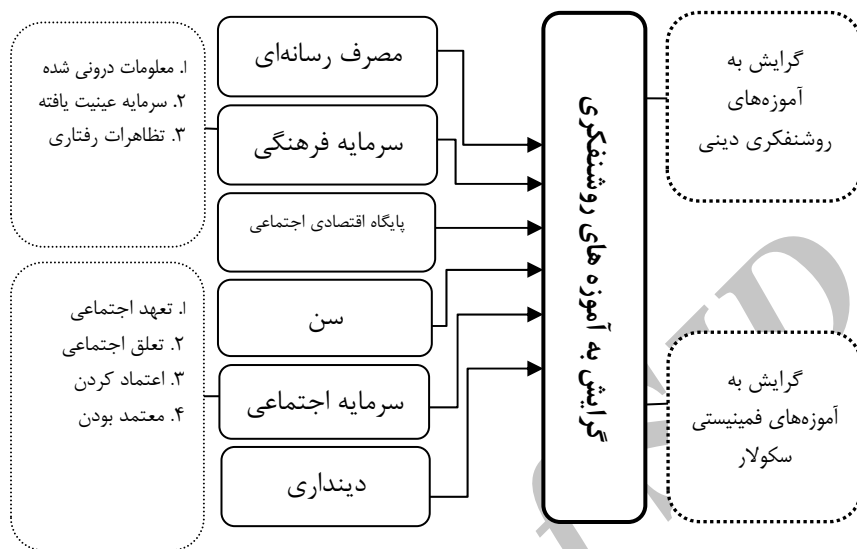 گرایش به
آموزه‌های
روشنفکری دینی
گرایش به
آموزه‌های فمینیستی
سکولار
گرایش به آموزه های روشنفکری
مصرف رسانه‌ای
سرمایه فرهنگی
پایگاه اقتصادی اجتماعی
سن
سرمایه اجتماعی
دینداری
۱. معلومات درونی شده
۲. سرمایه عینیت یافته
۳. تظاهرات رفتاری
۱. تعهد اجتماعی
۲. تعلق اجتماعی
۳. اعتماد کردن
۴. معتمد بودن